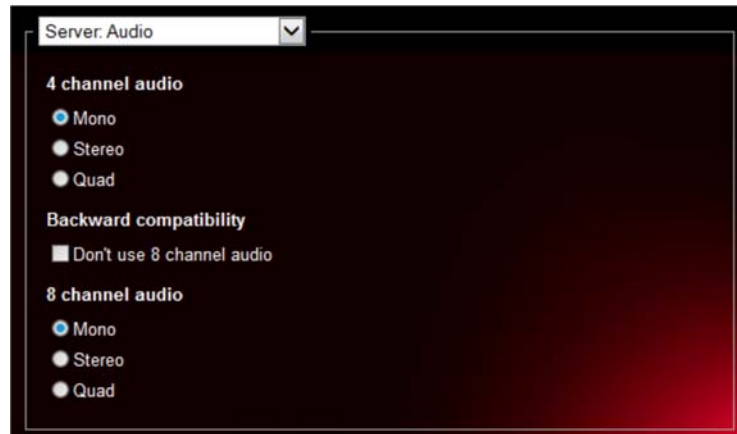 Server: Audio
4 channel audio
Mono
Stereo
Quad
Backward compatibility
Don't use 8 channel audio
8 channel audio
Mono
Stereo
Quad